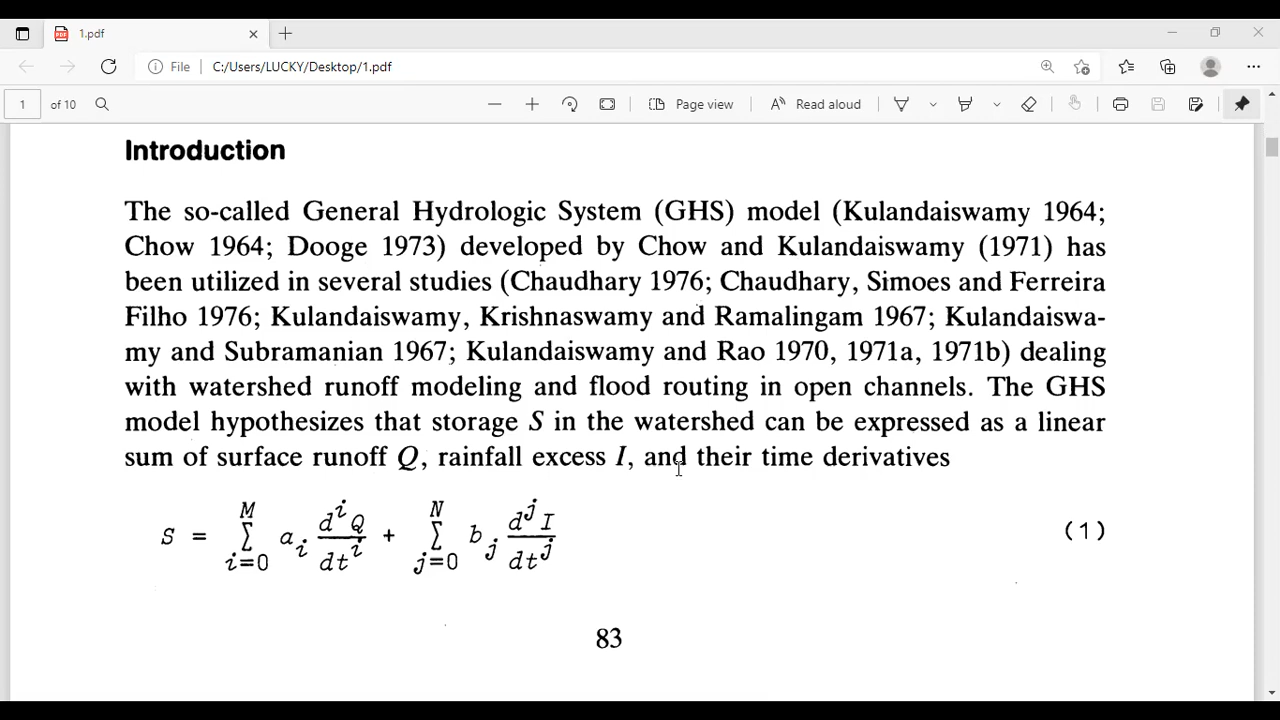 1.pdf
File C:/Users/LUCKY/Desktop/1.pdf
1 of 10 Page view Read aloud
Introduction
The so-called General Hydrologic System (GHS) model (Kulandaiswamy 1964;
Chow 1964; Dooge 1973) developed by Chow and Kulandaiswamy (1971) has
been utilized in several studies (Chaudhary 1976; Chaudhary, Simoes and Ferreira
Filho 1976; Kulandaiswamy, Krishnaswamy and Ramalingam 1967; Kulandaiswa-
my and Subramanian 1967; Kulandaiswamy and Rao 1970, 1971a, 1971b) dealing
with watershed runoff modeling and flood routing in open channels. The GHS
model hypothesizes that storage S in the watershed can be expressed as a linear
sum of surface runoff Q, rainfall excess I, and their time derivatives
S = ∑_{i=0}^{M} a_i d^iQ/dt^i + ∑_{j=0}^{N} b_j d^jI/dt^j (1)
83